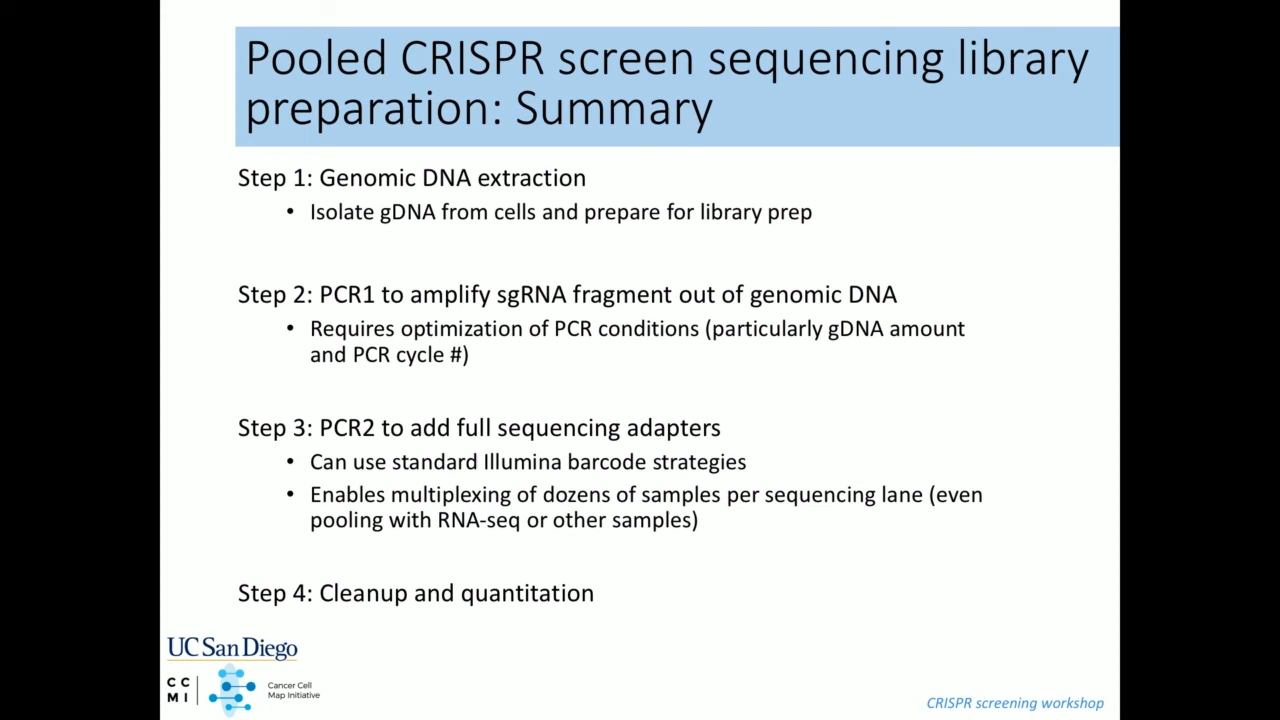 Pooled CRISPR screen sequencing library
preparation: Summary
Step 1: Genomic DNA extraction
• Isolate gDNA from cells and prepare for library prep
Step 2: PCR1 to amplify sgRNA fragment out of genomic DNA
• Requires optimization of PCR conditions (particularly gDNA amount
and PCR cycle #)
Step 3: PCR2 to add full sequencing adapters
• Can use standard Illumina barcode strategies
• Enables multiplexing of dozens of samples per sequencing lane (even
pooling with RNA-seq or other samples)
Step 4: Cleanup and quantitation
UC San Diego
C C
M I
Cancer Cell
Map Initiative
CRISPR screening workshop